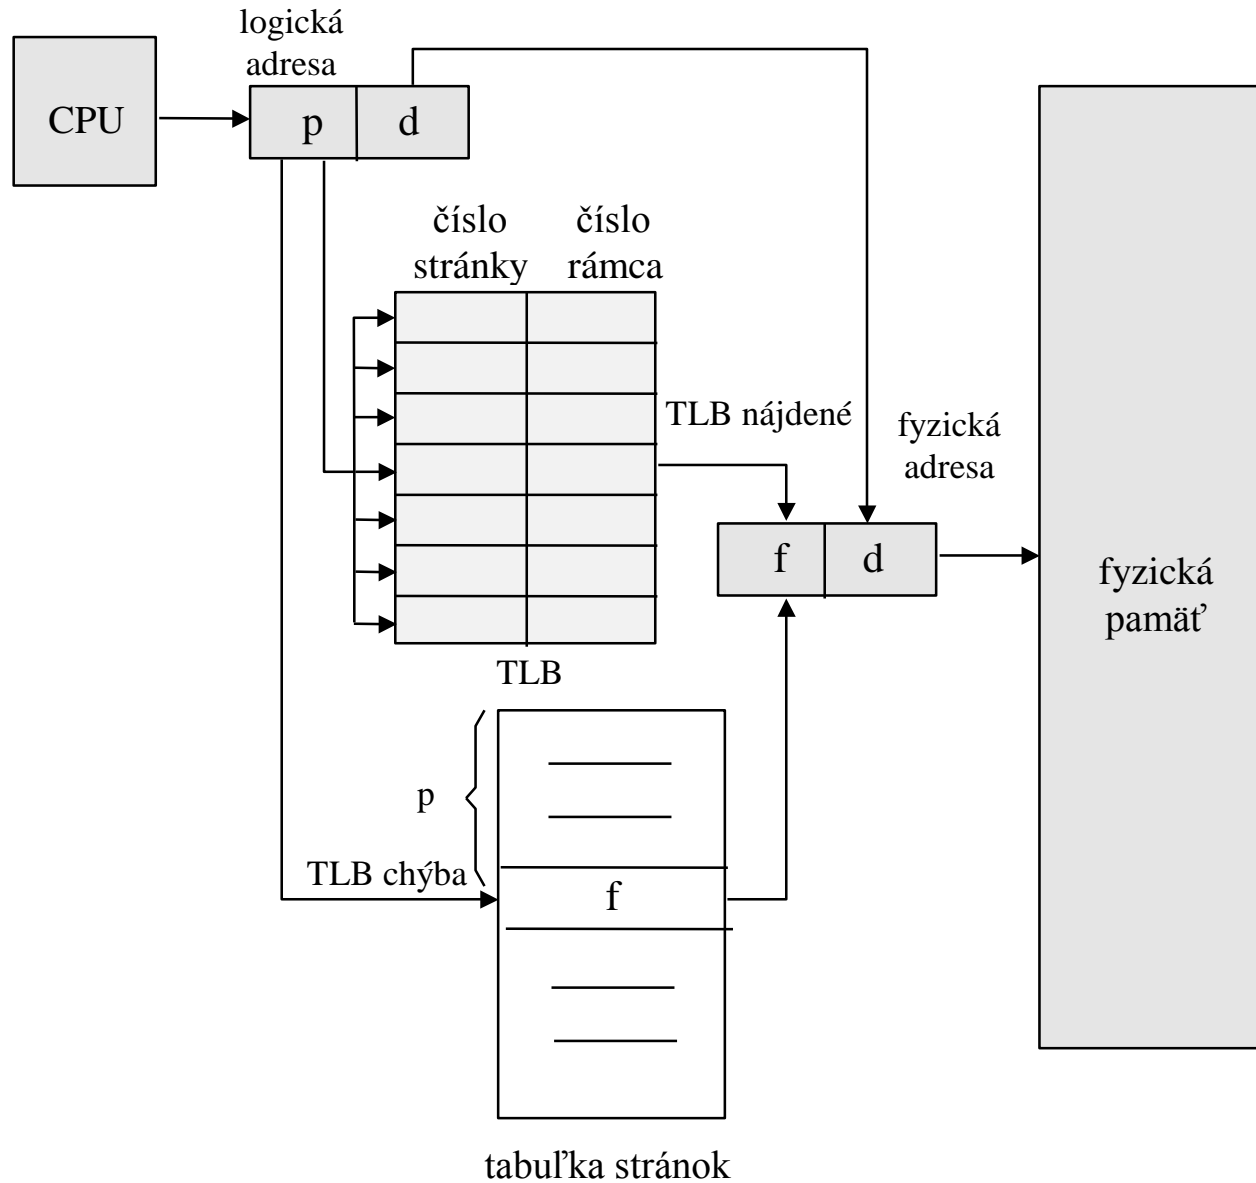 logická
adresa
CPU
p
d
číslo
stránky
číslo
rámca
TLB nájdené
fyzická
adresa
f
d
fyzická
pamäť
TLB
p
TLB chýba
f
tabuľka stránok